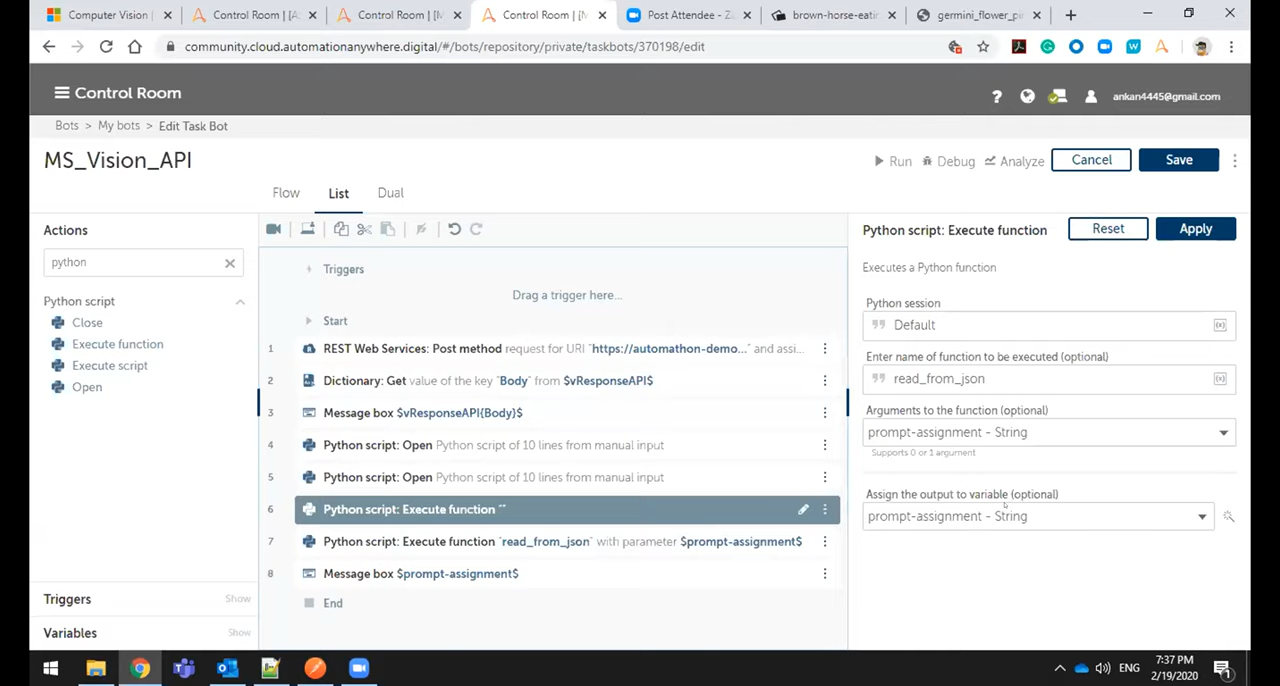 Computer Vision
Control Room | [A
Control Room | [M
Control Room | [M
Post Attendee - Z
brown-horse-eatin
germini_flower_pi
community.cloud.automationanywhere.digital/#/bots/repository/private/taskbots/370198/edit
Control Room
ankan4445@gmail.com
Bots > My bots > Edit Task Bot
MS_Vision_API
Run
Debug
Analyze
Cancel
Save
Flow
List
Dual
Actions
python
Python script
Close
Execute function
Execute script
Open
Triggers Show
Variables Show
Triggers
Drag a trigger here...
Start
1 REST Web Services: Post method request for URI "https://automathon-demo..." and assi...
2 Dictionary: Get value of the key "Body" from $vResponseAPI$
3 Message box $vResponseAPI{Body}$
4 Python script: Open Python script of 10 lines from manual input
5 Python script: Open Python script of 10 lines from manual input
6 Python script: Execute function ""
7 Python script: Execute function "read_from_json" with parameter $prompt-assignment$
8 Message box $prompt-assignment$
End
Python script: Execute function
Reset
Apply
Executes a Python function
Python session
Default
Enter name of function to be executed (optional)
read_from_json
Arguments to the function (optional)
prompt-assignment - String
Supports 0 or 1 argument
Assign the output to variable (optional)
prompt-assignment - String
ENG
7:37 PM
2/19/2020
1